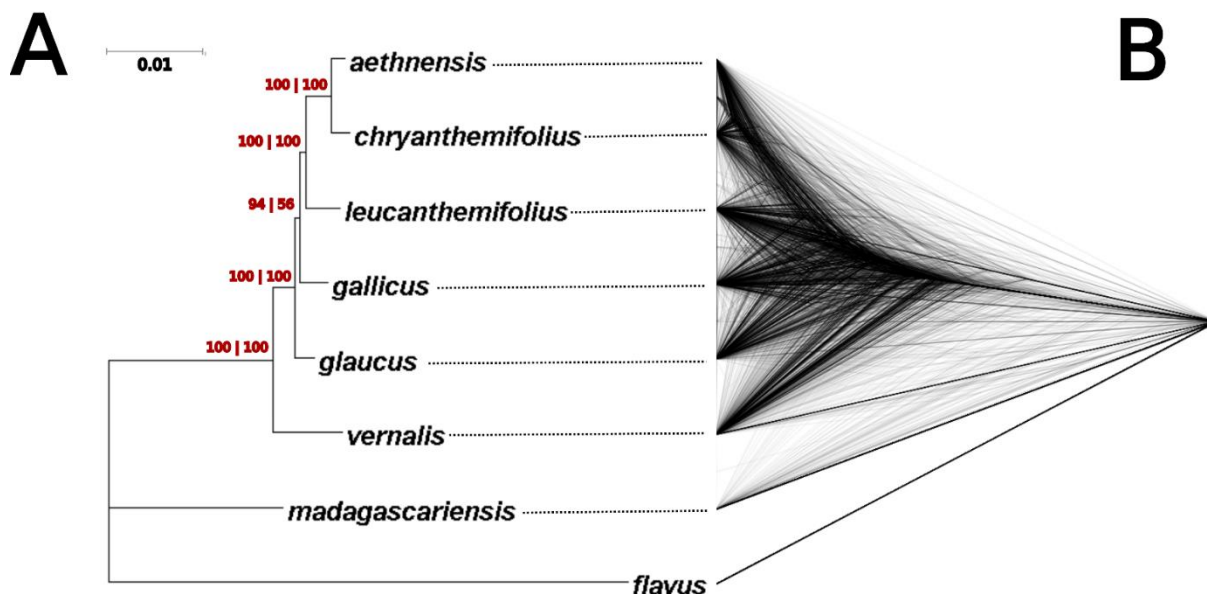 A
B
0.01
aethnensis
100 | 100
chryanthemifolius
100 | 100
94 | 56
leucanthemifolius
100 | 100
gallicus
100 | 100
glaucus
vernalis
madagascariensis
flavus